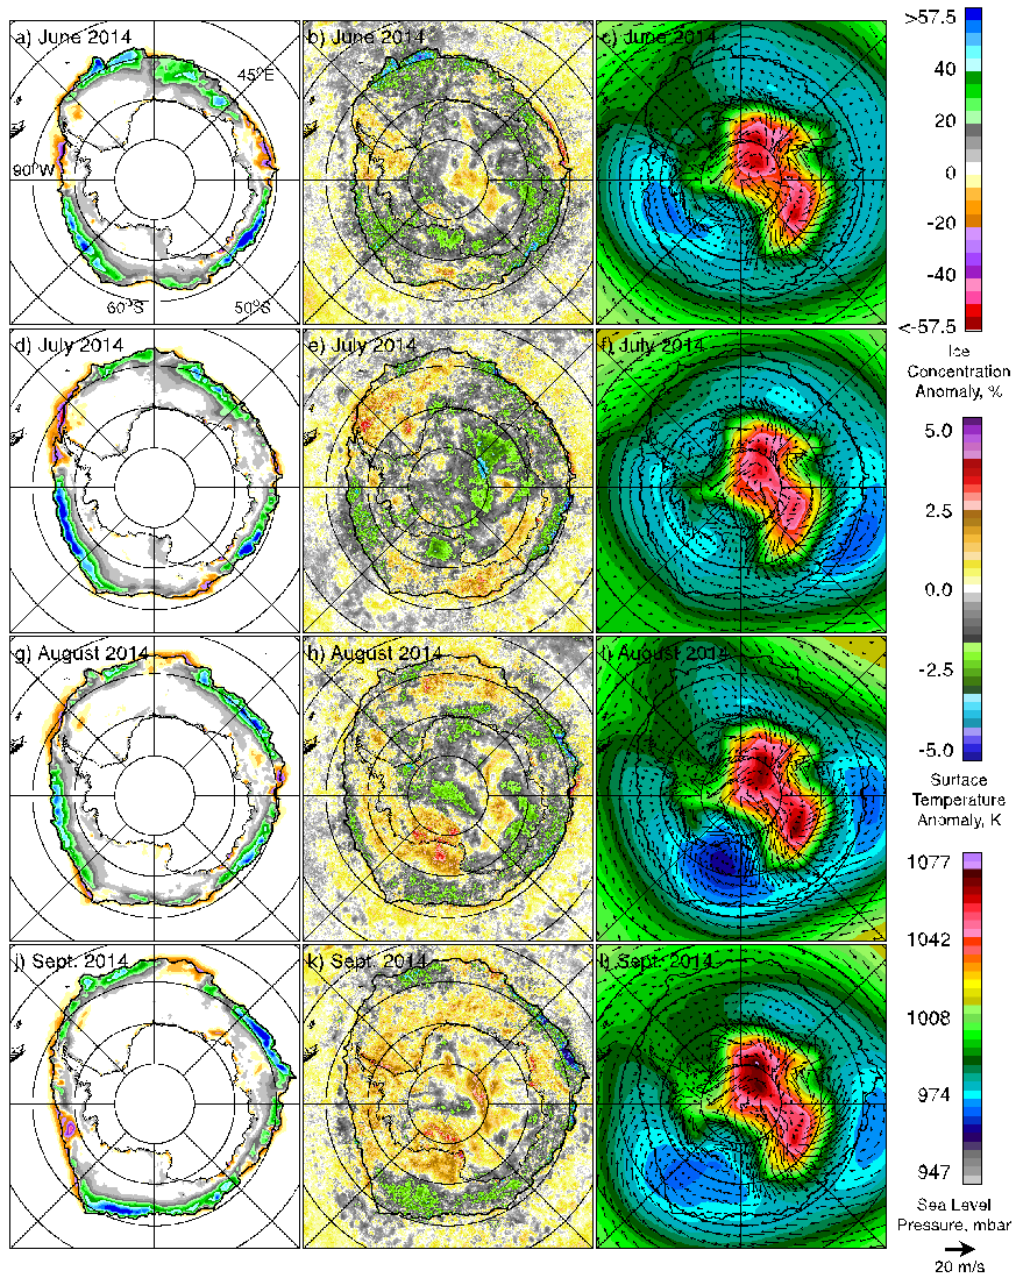 a) June 2014
b) June 2014
c) June 2014
45°E
90°W
60°S
50°S
d) July 2014
e) July 2014
f) July 2014
g) August 2014
h) August 2014
i) August 2014
j) Sept. 2014
k) Sept. 2014
l) Sept. 2014
>57.5
40
20
0
-20
-40
<-57.5
Ice
Concentration
Anomaly, %
5.0
2.5
0.0
-2.5
-5.0
Surface
Temperature
Anomaly, K
1077
1042
1008
974
947
Sea Level
Pressure, mbar
20 m/s